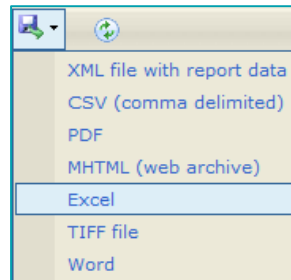 XML file with report data
CSV (comma delimited)
PDF
MHTML (web archive)
Excel
TIFF file
Word